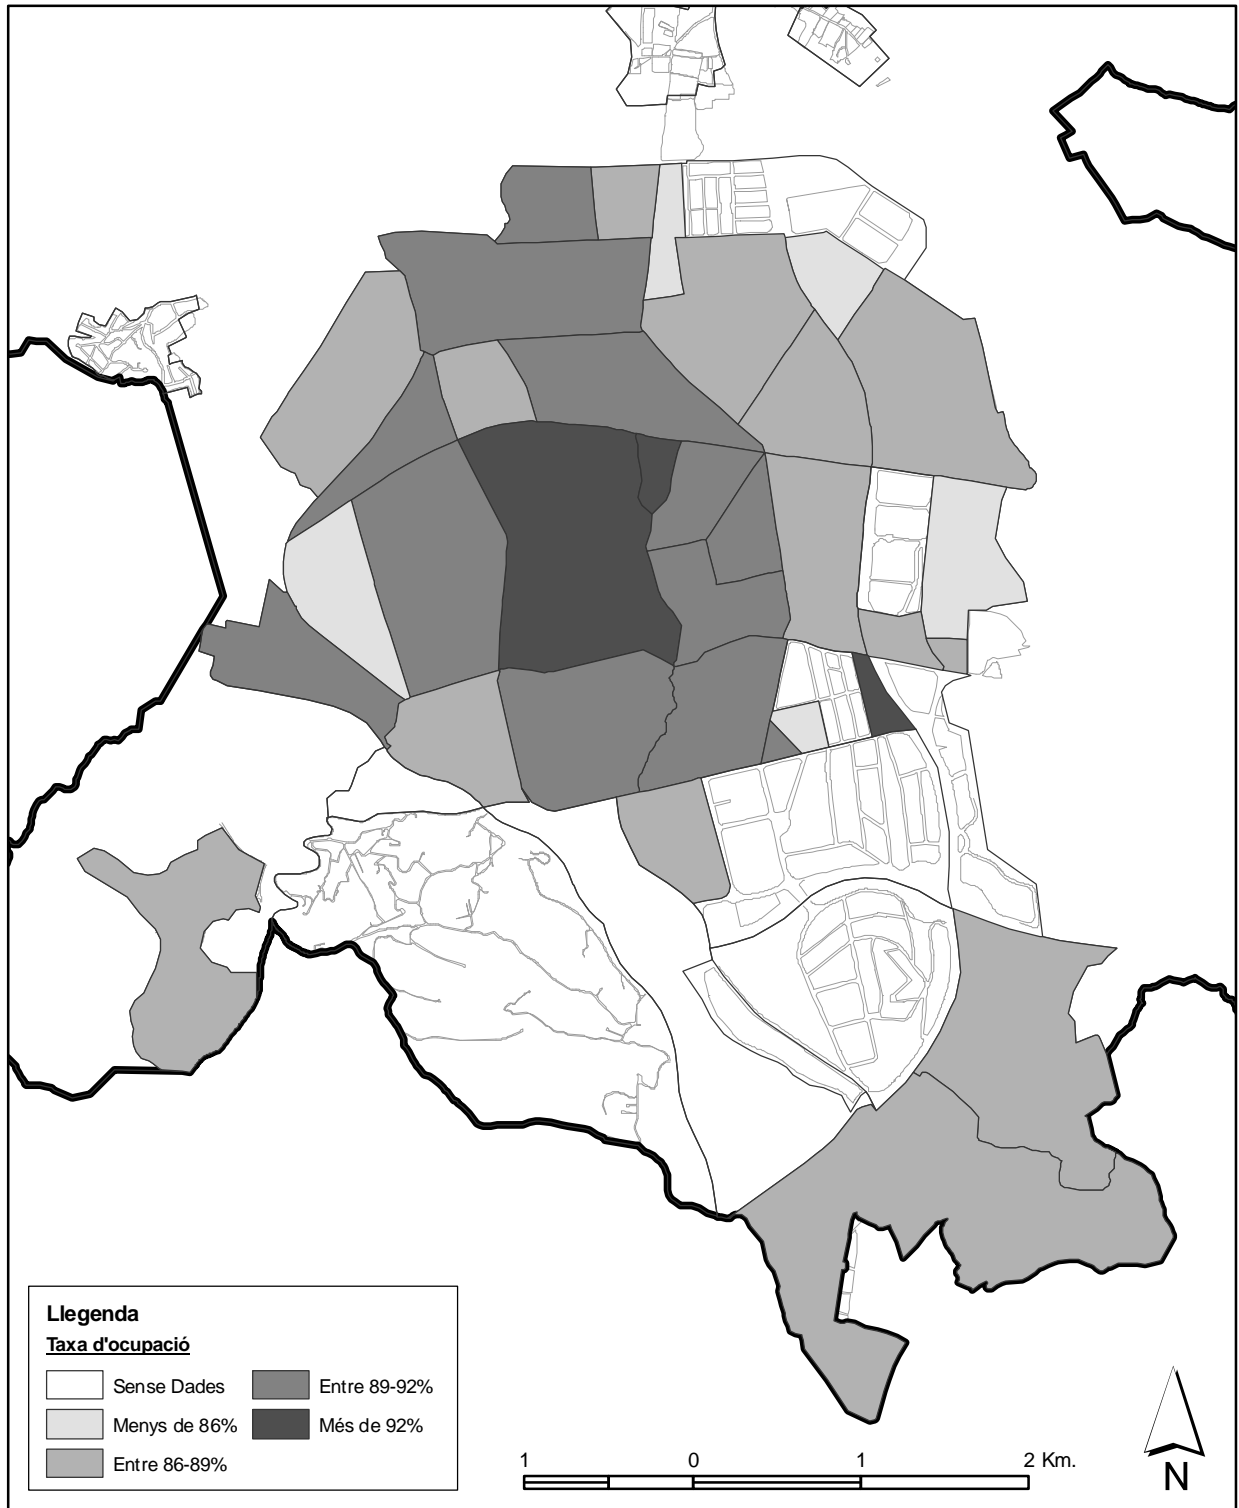 Llegenda
Taxa d'ocupació
Sense Dades
Menys de 86%
Entre 86-89%
Entre 89-92%
Més de 92%
1 0 1 2 Km.
N